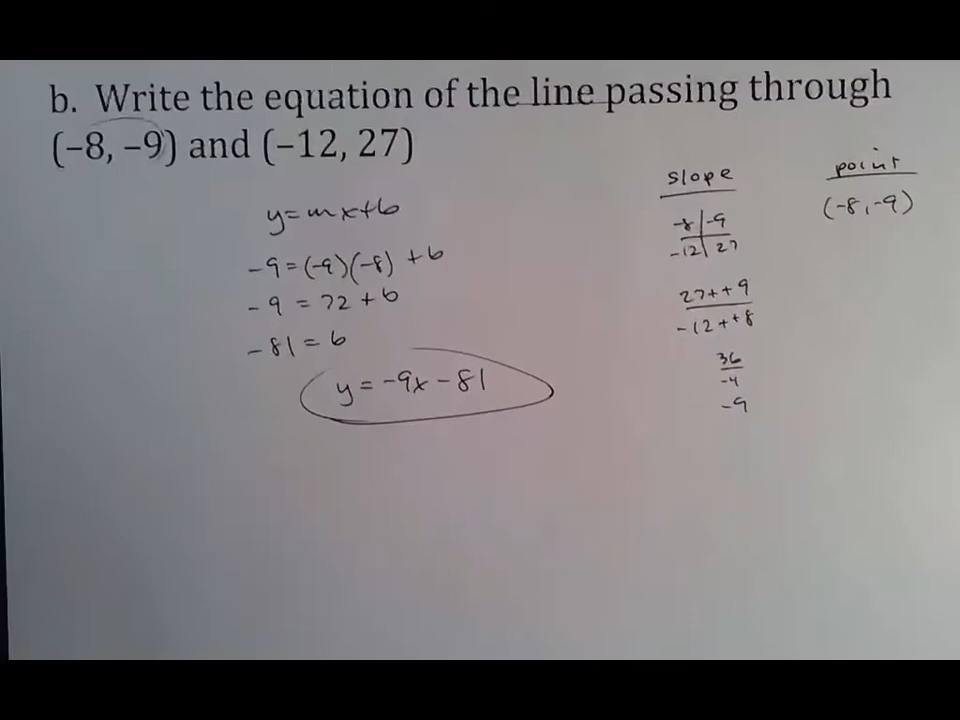 b. Write the equation of the line passing through
(−8, −9) and (−12, 27)
y=mx+b
-9=(-9)(-8)+b
-9=72+b
-81=b
y=-9x-81
slope
-8|-9
-12|27
27++9
-12++8
36
-4
-9
point
(-8,-9)